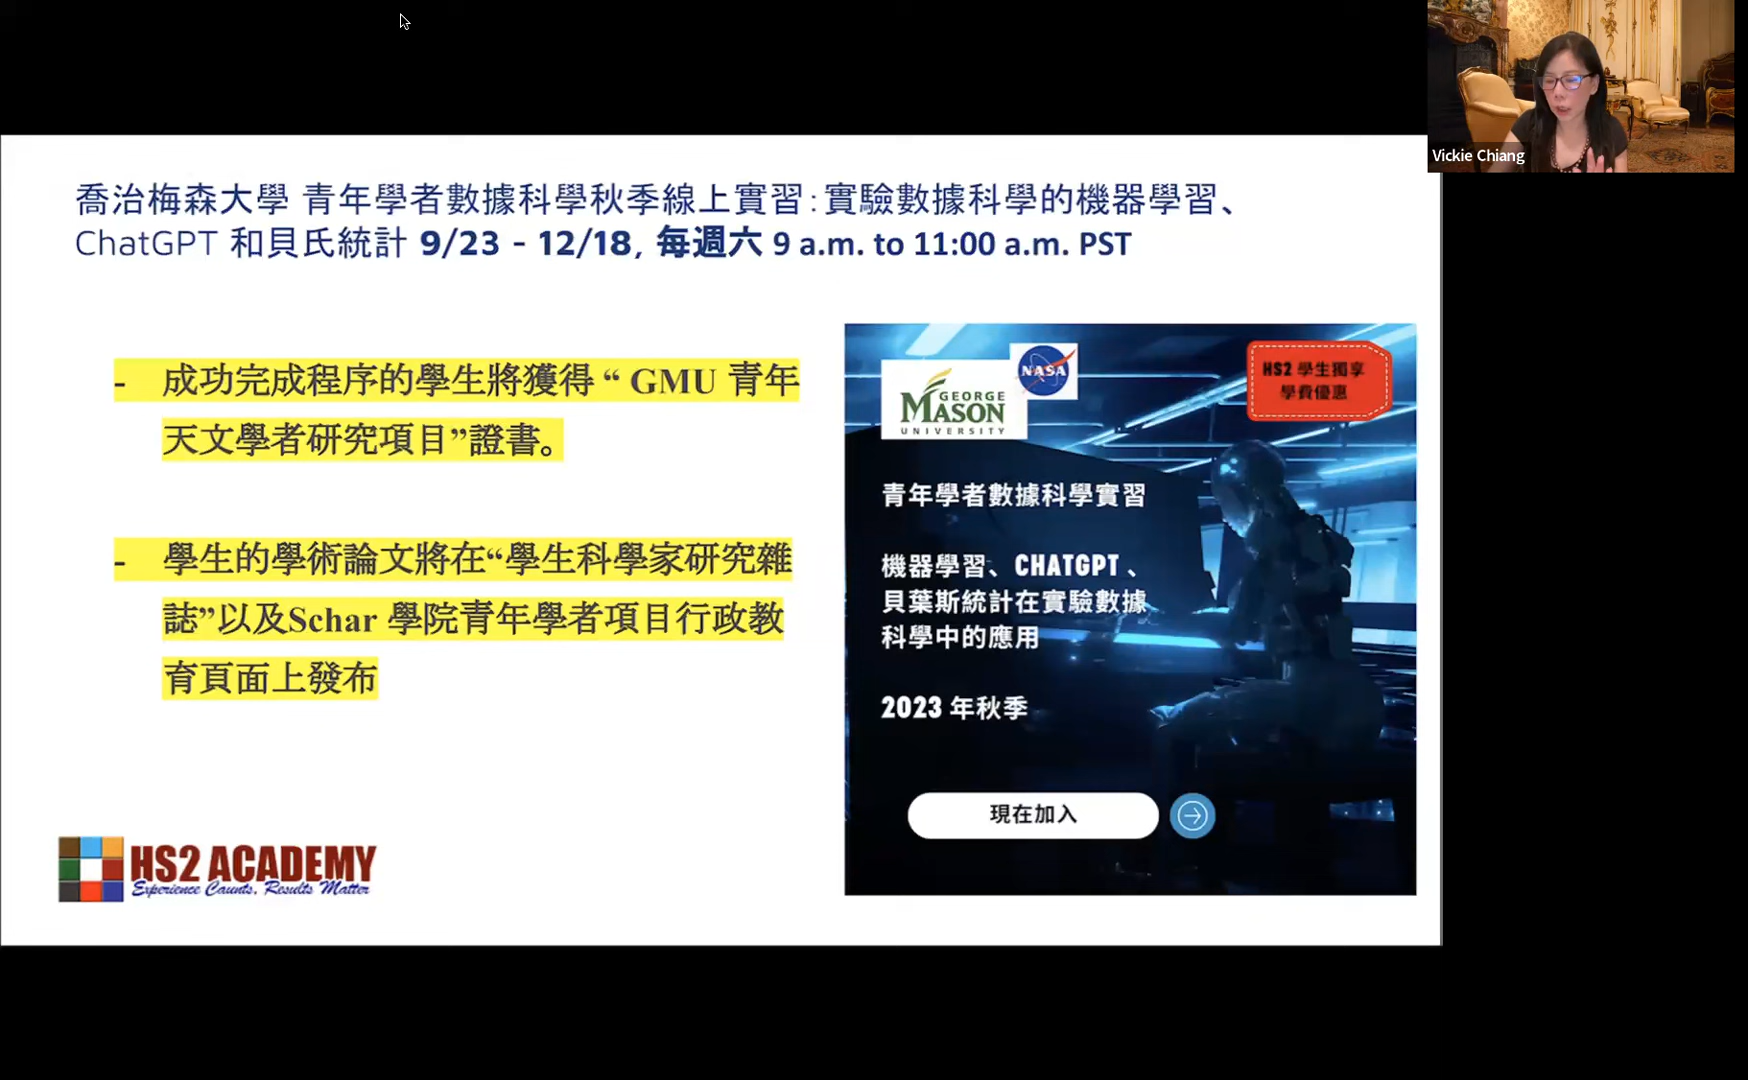 Vickie Chiang
喬治梅森大學 青年學者數據科學秋季線上實習:實驗數據科學的機器學習、
ChatGPT 和貝氏統計 9/23 - 12/18, 每週六 9 a.m. to 11:00 a.m. PST
- 成功完成程序的學生將獲得 “ GMU 青年
天文學者研究項目”證書。
- 學生的學術論文將在“學生科學家研究雜
誌”以及Schar 學院青年學者項目行政教
育頁面上發布
GEORGE
MASON
UNIVERSITY
NASA
HS2 學生獨享
學費優惠
青年學者數據科學實習
機器學習、CHATGPT 、
貝葉斯統計在實驗數據
科學中的應用
2023 年秋季
現在加入
HS2 ACADEMY
Experience Counts, Results Matter